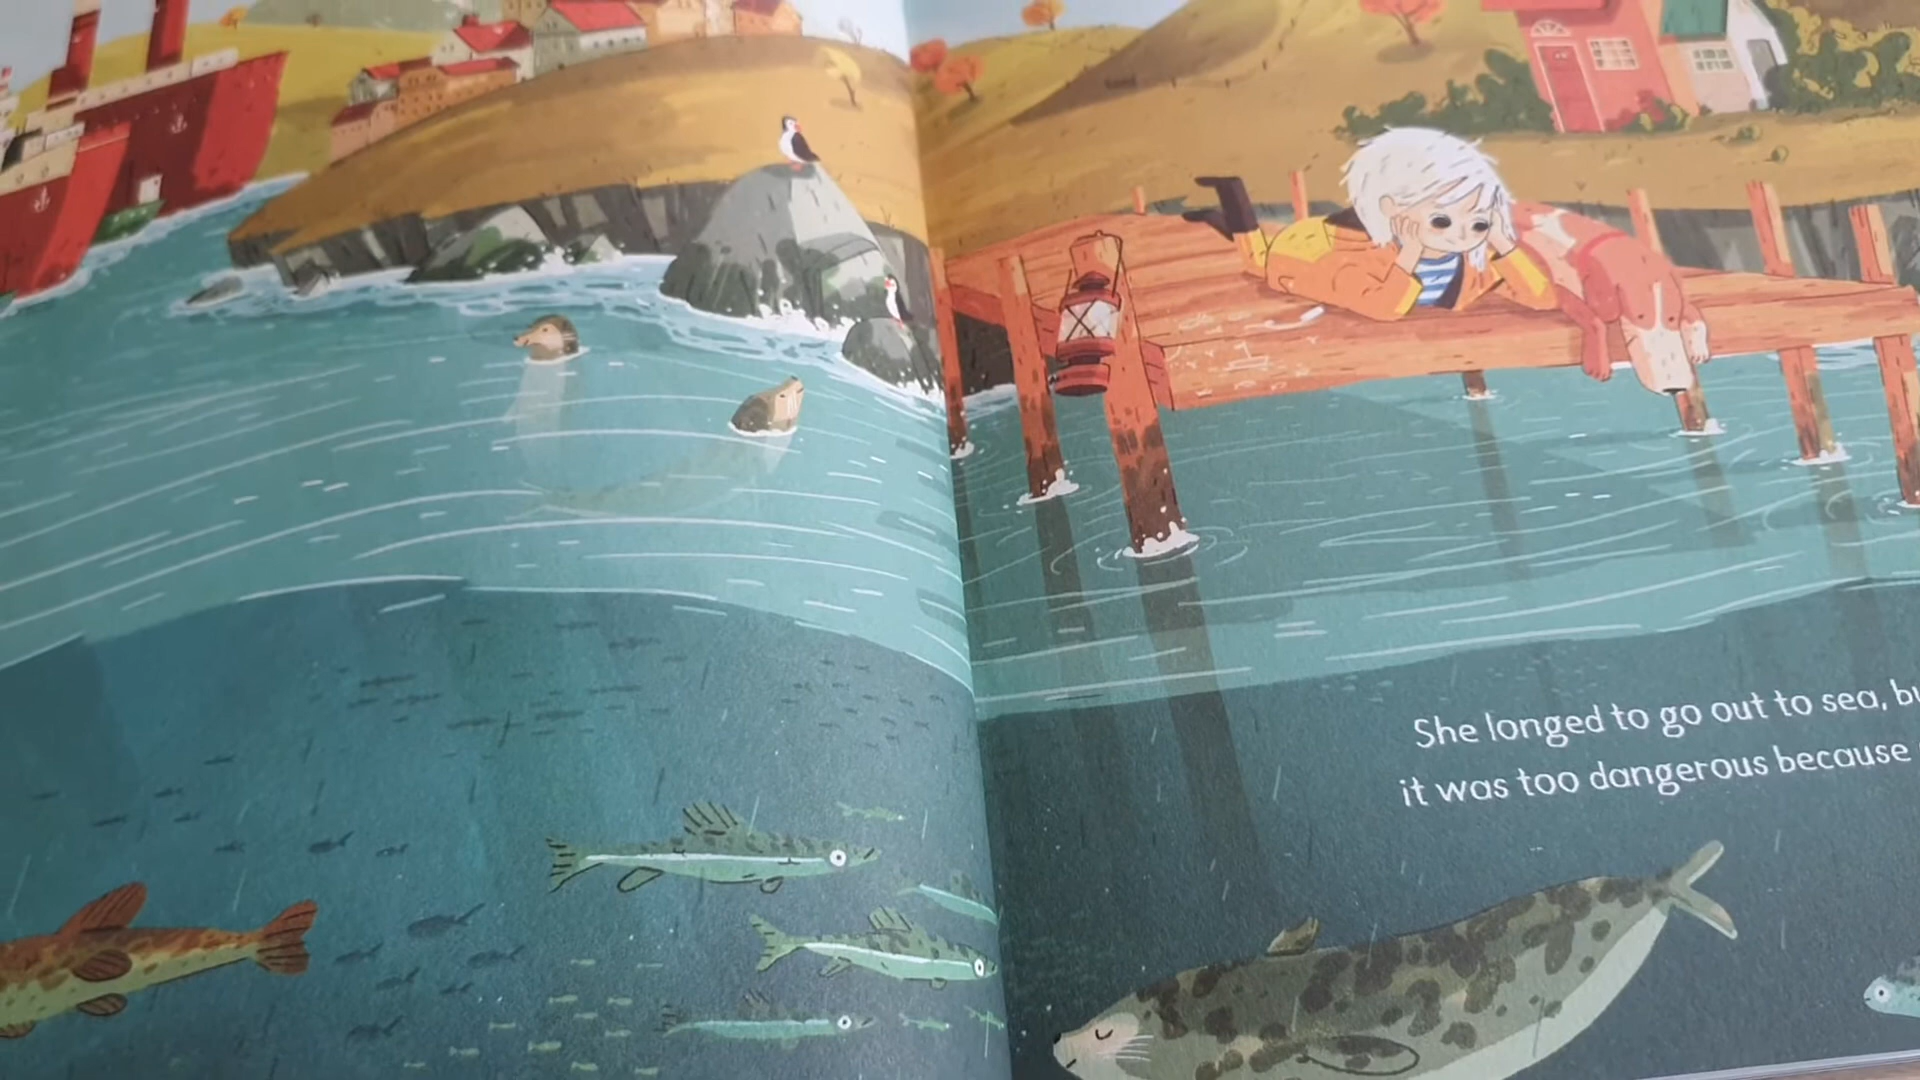 She longed to go out to sea,
it was too dangerous because